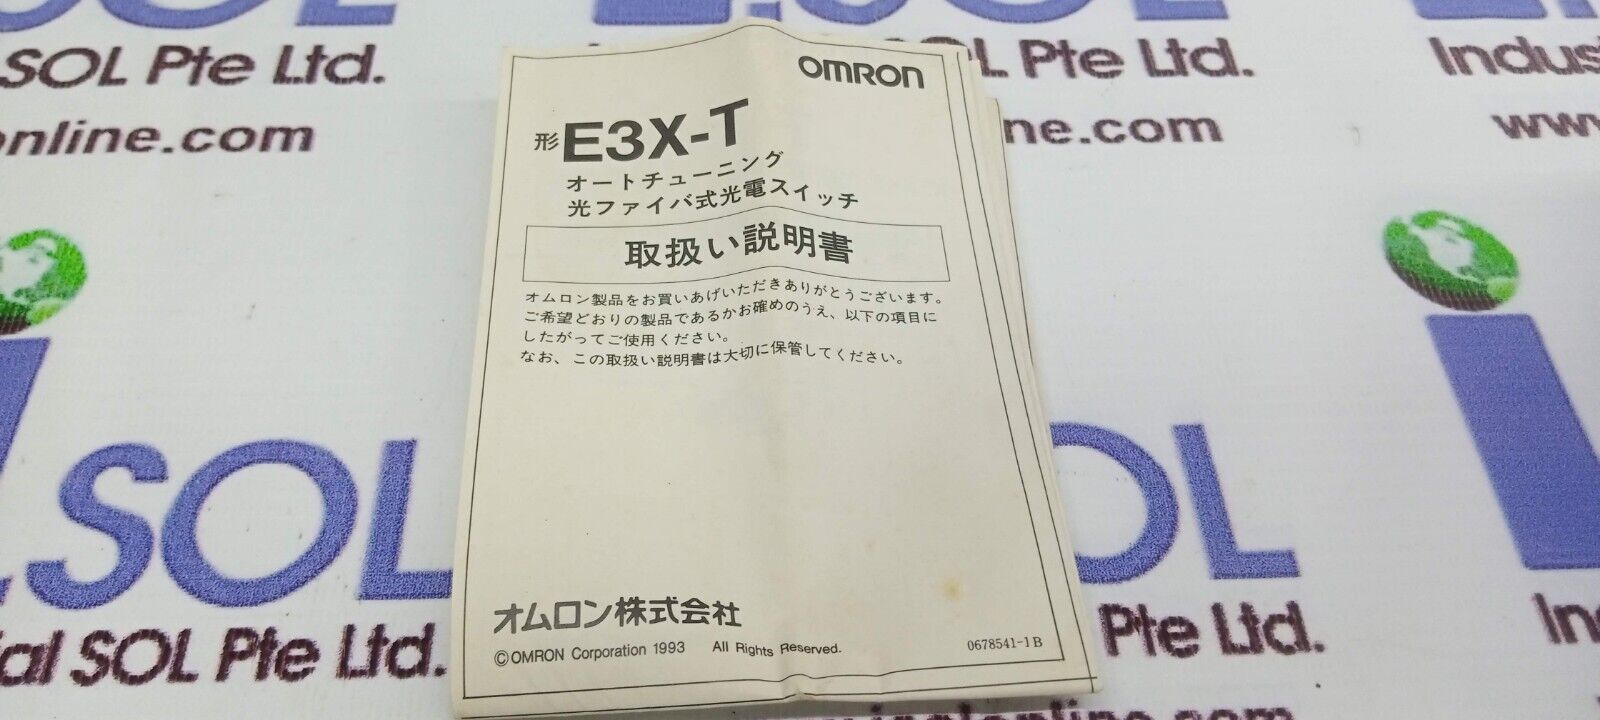 SOL Pte Ltd.
online.com
OMRON
形E3X-T
オートチューニング
光ファイバ式光電スイッチ
取扱い説明書
オムロン製品をお買いあげいただきありがとうございます。
ご希望どおりの製品であるかお確めのうえ、以下の項目に
したがってご使用ください。
なお、この取扱い説明書は大切に保管してください。
オムロン株式会社
©OMRON Corporation 1993 All Rights Reserved.
0678541-1B
SOL Pte Ltd.
ne.com
Indus
www
SOL
ial SOL Pte Ltd.
Pte Ltd.
In